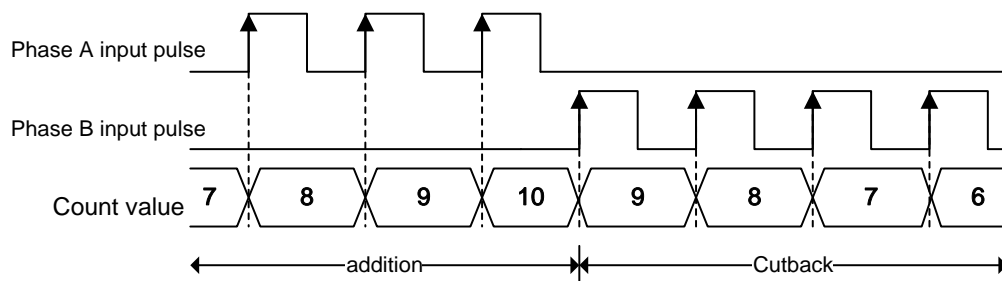 Phase A input pulse
Phase B input pulse
Count value 7 8 9 10 9 8 7 6
addition Cutback